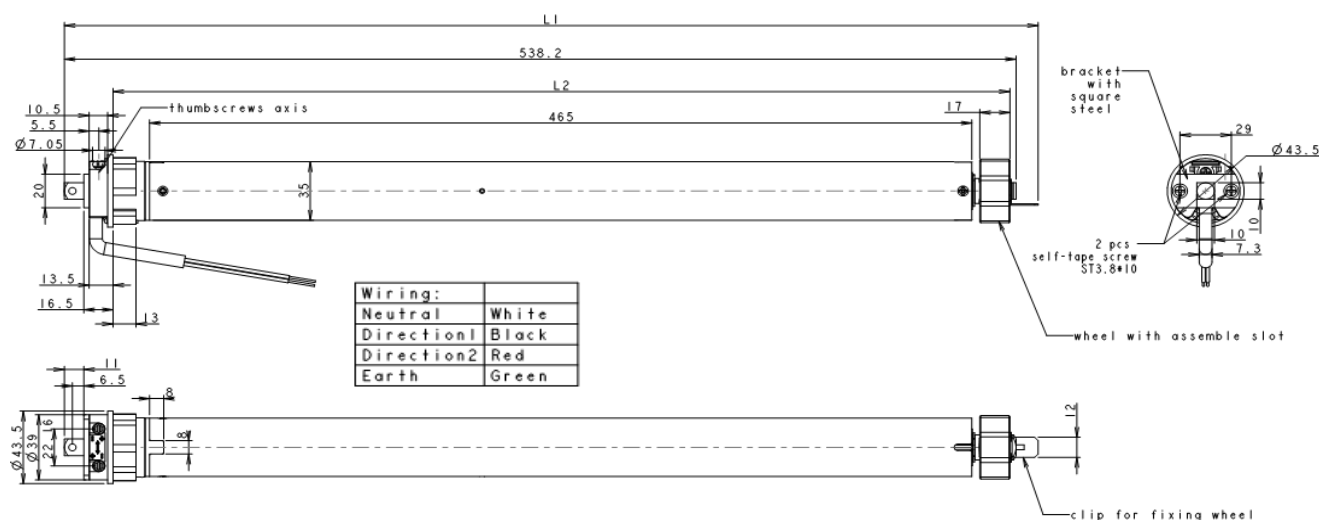 L1
538.2
L2
bracket
with
square
steel
10.5
thumbscrews axis
17
5.5
465
29
Ø7.05
Ø43.5
20
35
10
2 pcs
self-tape screw
ST3.8*10
10
7.3
13.5
16.5
13
Wiring:
Neutral White
Direction1 Black
Direction2 Red
Earth Green
wheel with assemble slot
11
6.5
8
12
Ø43.5
Ø39
22
16
8
clip for fixing wheel